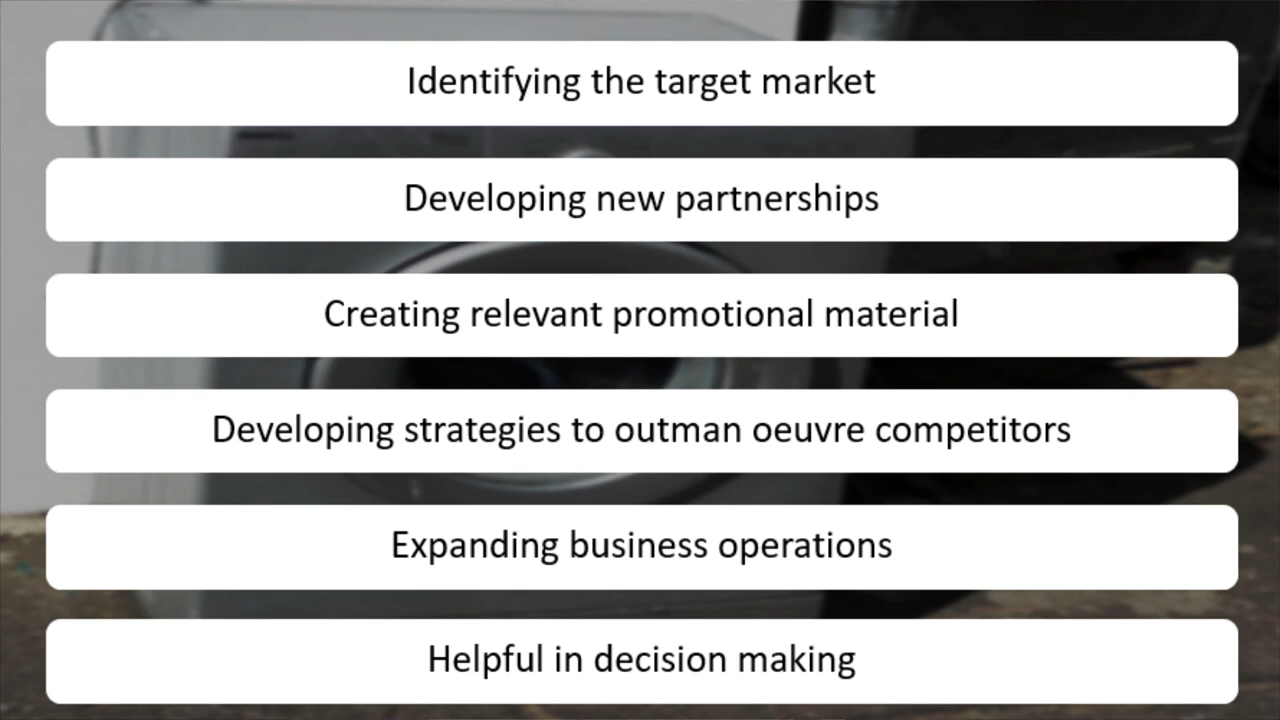 Identifying the target market
Developing new partnerships
Creating relevant promotional material
Developing strategies to outman oeuvre competitors
Expanding business operations
Helpful in decision making